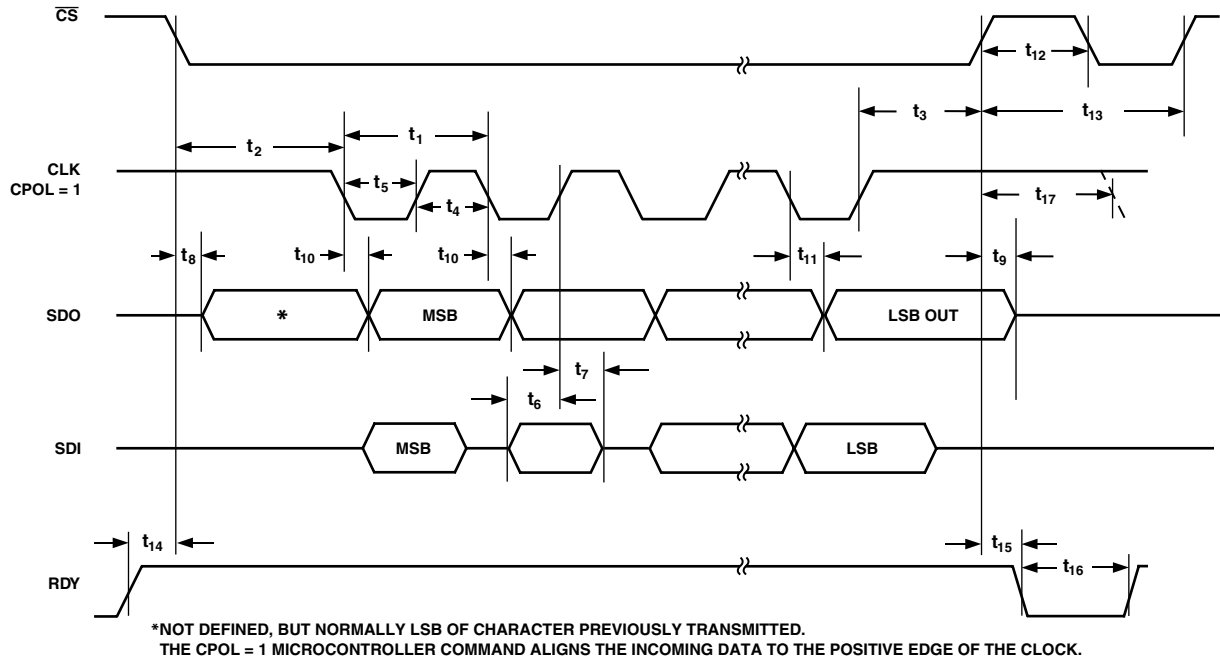 CS
t12
t3
t13
t1
t2
CLK
CPOL = 1
t5
t4
t17
t8
t10
t10
t11
t9
SDO
*
MSB
LSB OUT
t7
t6
SDI
MSB
LSB
t14
t15
t16
RDY
*NOT DEFINED, BUT NORMALLY LSB OF CHARACTER PREVIOUSLY TRANSMITTED.
THE CPOL = 1 MICROCONTROLLER COMMAND ALIGNS THE INCOMING DATA TO THE POSITIVE EDGE OF THE CLOCK.